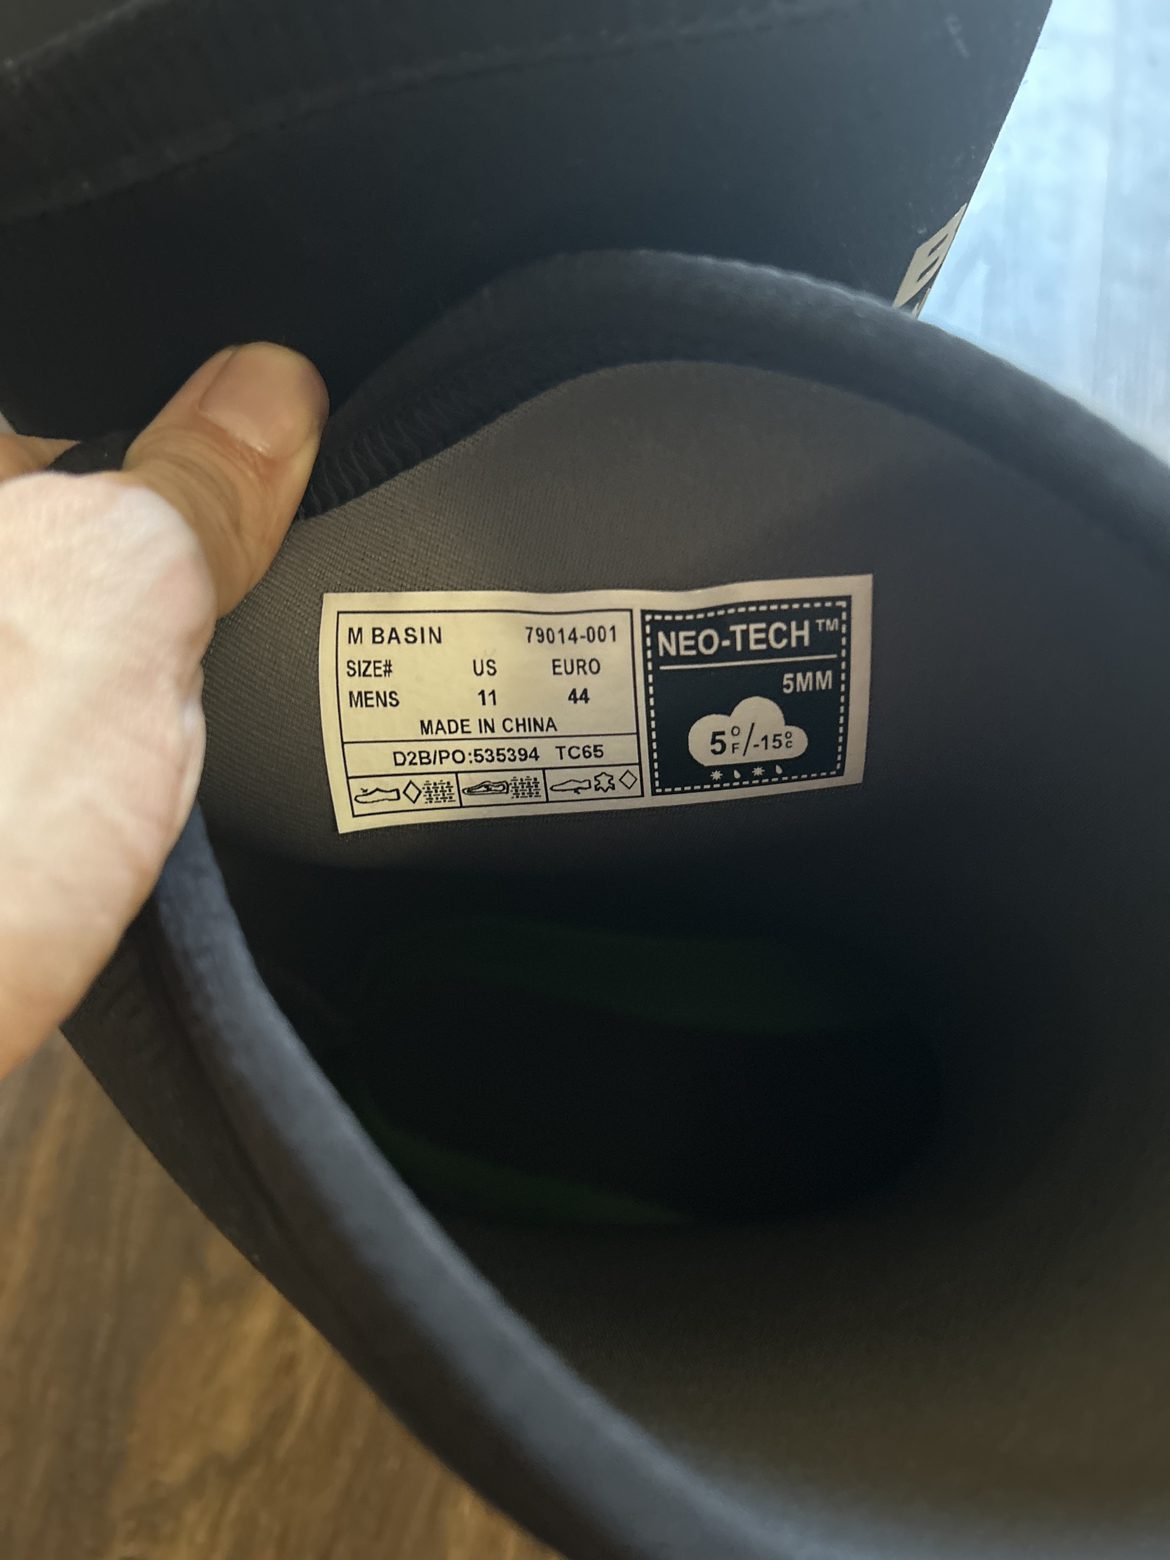 M BASIN 79014-001
SIZE# US EURO
MENS 11 44
MADE IN CHINA
D2B/PO:535394 TC65
NEO-TECH™
5MM
5°F/-15°C